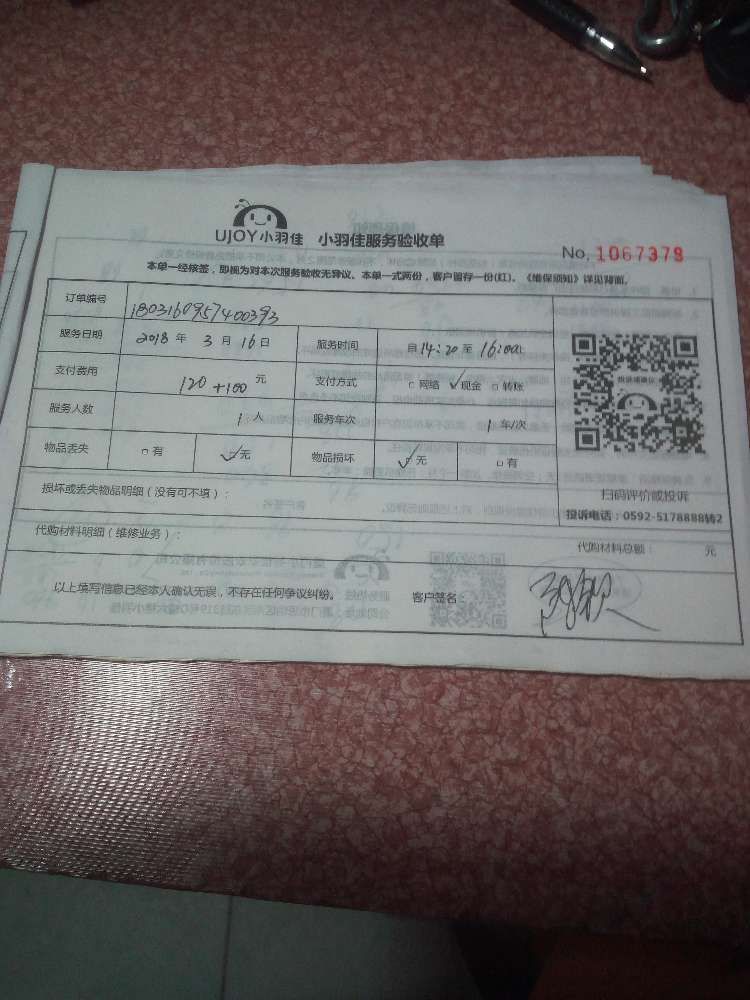 UJOY小羽佳 小羽佳服务验收单
No. 1067379
本单一经核签，即视为对本次服务验收无异议、本单一式两份，客户留存一份(红)。《维保须知》详见背面。
订单编号 1803160957400393
服务日期 2018 年 3 月 16 日 服务时间 自 14:20 至 16:00止
支付费用 120+100 元 支付方式 □网络 ✓现金 □转账
服务人数 1 人 服务车次 1 车/次
物品丢失 □有 ✓无 物品损坏 ✓无 □有
损坏或丢失物品明细（没有可不填）：
扫码评价或投诉
投诉电话：0592-5178888转2
代购材料明细（维修业务）： 代购材料总额： 元
以上填写信息已经本人确认无误，不存在任何争议纠纷。 客户签名：